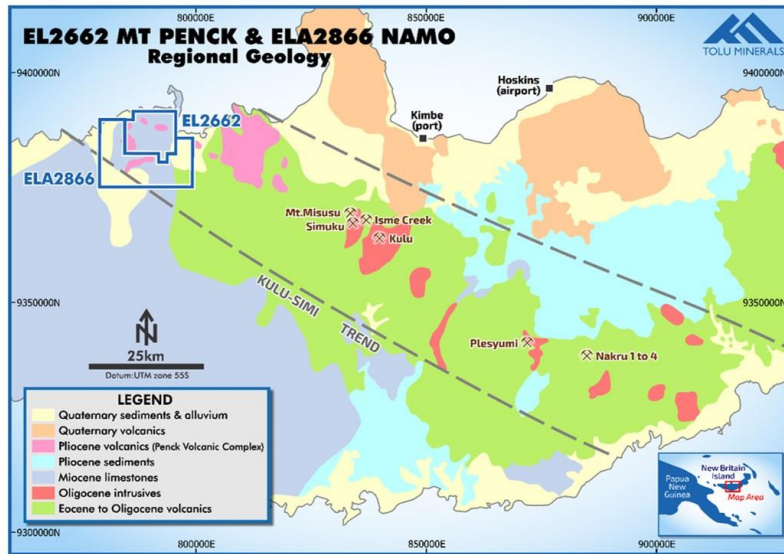 EL2662 MT PENCK & ELA2866 NAMO
Regional Geology
TOLU MINERALS
800000E
850000E
900000E
9400000N
9400000N
Hoskins
(airport)
Kimbe
(port)
EL2662
ELA2866
Mt.Misusu
Isme Creek
Simuku
Kulu
9350000N
9350000N
KULU-SIMI
TREND
Plesyumi
Nakru 1 to 4
N
25km
Datum:UTM zone 55S
LEGEND
Quaternary sediments & alluvium
Quaternary volcanics
Pliocene volcanics (Penck Volcanic Complex)
Pliocene sediments
Miocene limestones
Oligocene intrusives
Eocene to Oligocene volcanics
New Britain
Island
Papua
New
Guinea
Map Area
9300000N
800000E
850000E
900000E